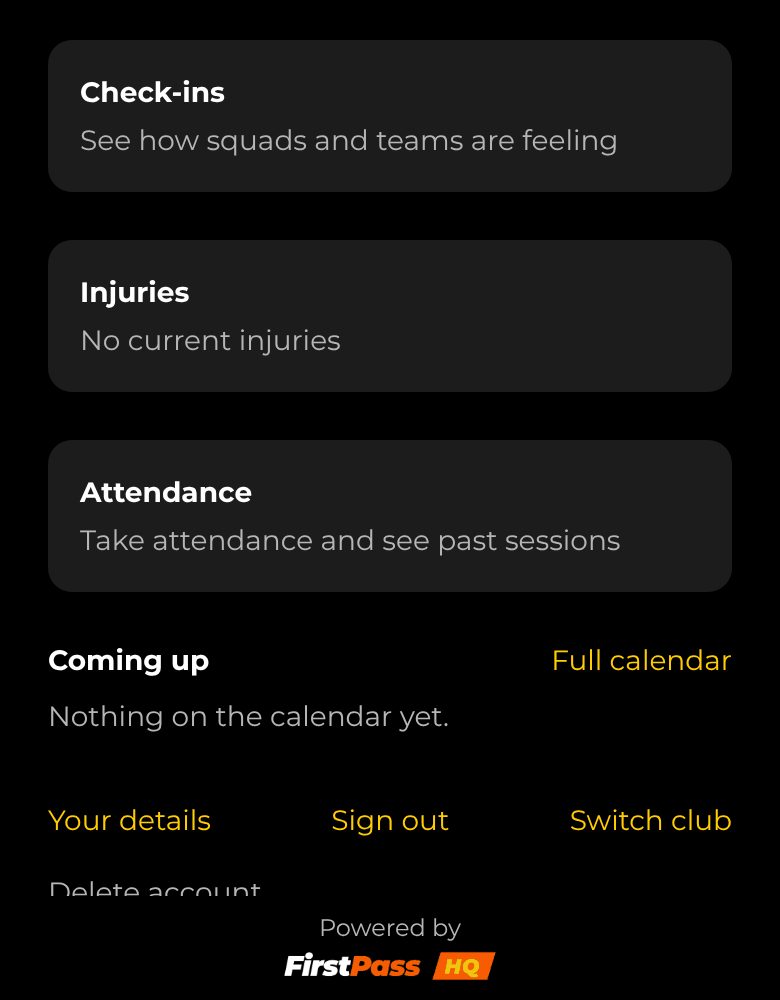 Check-ins
See how squads and teams are feeling
Injuries
No current injuries
Attendance
Take attendance and see past sessions
Coming up Full calendar
Nothing on the calendar yet.
Your details Sign out Switch club
Delete account
Powered by
FirstPass HQ